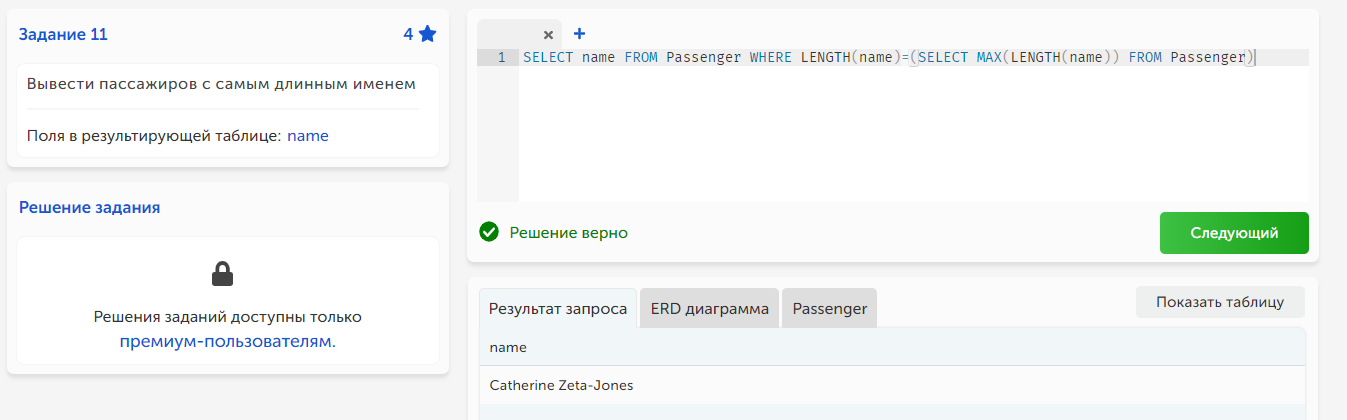 Задание 11
4
Вывести пассажиров с самым длинным именем
Поля в результирующей таблице: name
Решение задания
Решения заданий доступны только
премиум-пользователям.
× +
1 SELECT name FROM Passenger WHERE LENGTH(name)=(SELECT MAX(LENGTH(name)) FROM Passenger)
Решение верно
Следующий
Результат запроса
ERD диаграмма
Passenger
Показать таблицу
name
Catherine Zeta-Jones